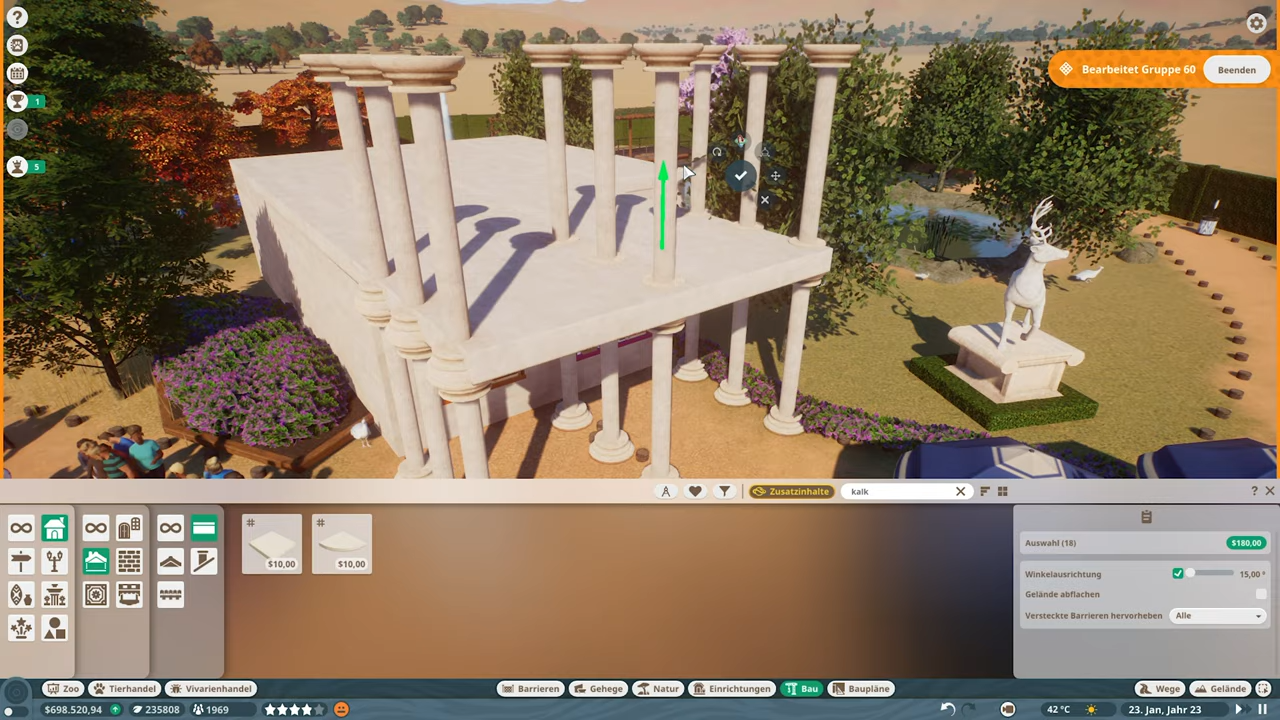 Bearbeitet Gruppe 60
Beenden
1
5
Zusatzinhalte
kalk
?
$10,00
$10,00
Auswahl (18)
$180,00
Winkelausrichtung
15,00 °
Gelände abflachen
Versteckte Barrieren hervorheben
Alle
Zoo
Tierhandel
Vivarienhandel
Barrieren
Gehege
Natur
Einrichtungen
Bau
Baupläne
Wege
Gelände
$698.520,94
235808
1969
42 °C
23. Jan, Jahr 23